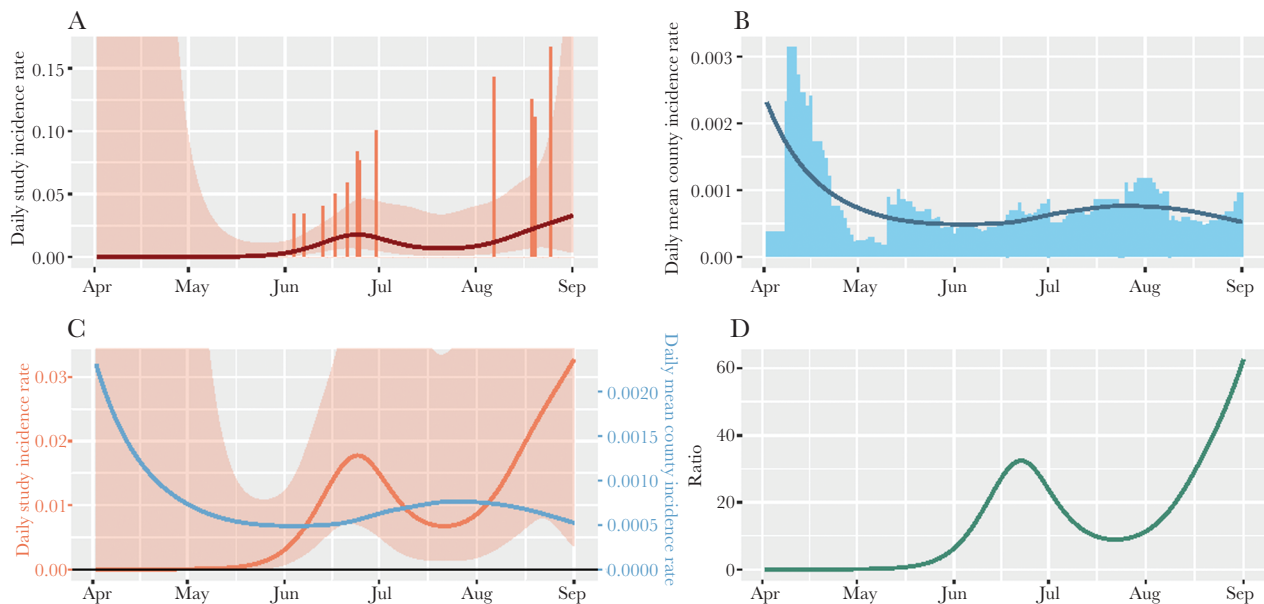 A
Daily study incidence rate
0.15
0.10
0.05
0.00
Apr May Jun Jul Aug Sep
B
Daily mean county incidence rate
0.003
0.002
0.001
0.00
Apr May Jun Jul Aug Sep
C
Daily study incidence rate
0.03
0.02
0.01
0.00
Daily mean county incidence rate
0.0020
0.0015
0.0010
0.0005
0.0000
Apr May Jun Jul Aug Sep
D
Ratio
60
40
20
0
Apr May Jun Jul Aug Sep